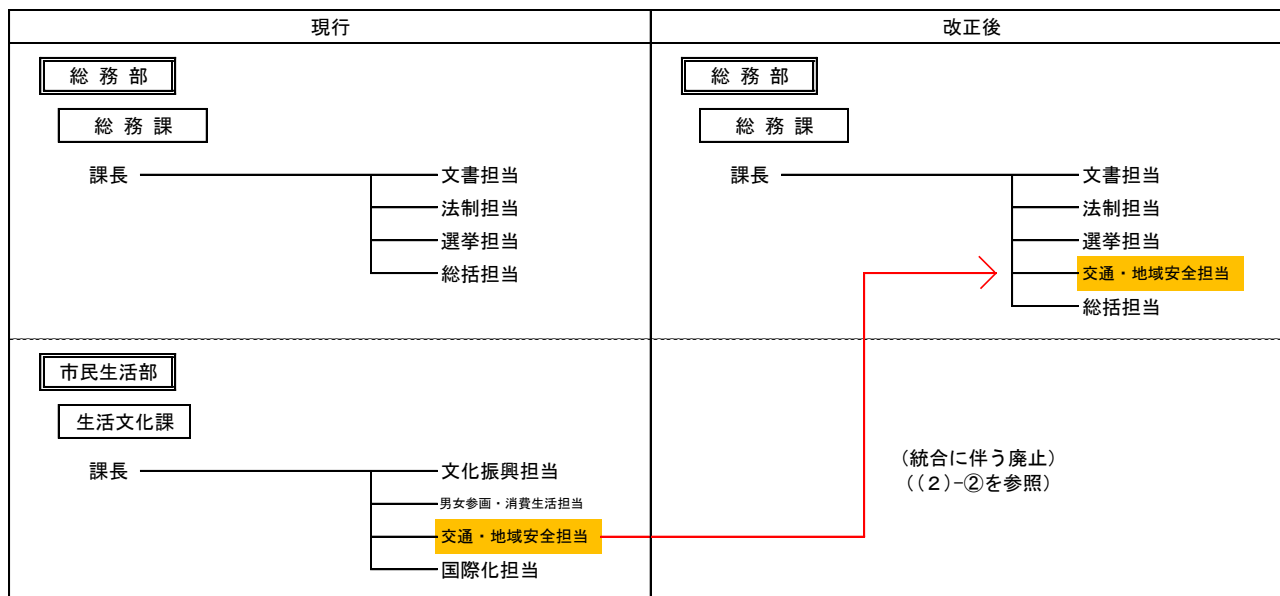 現行
改正後
総務部
総務課
課長
文書担当
法制担当
選挙担当
総括担当
総務部
総務課
課長
文書担当
法制担当
選挙担当
交通・地域安全担当
総括担当
市民生活部
生活文化課
課長
文化振興担当
男女参画・消費生活担当
交通・地域安全担当
国際化担当
(統合に伴う廃止)
((2)-②を参照)